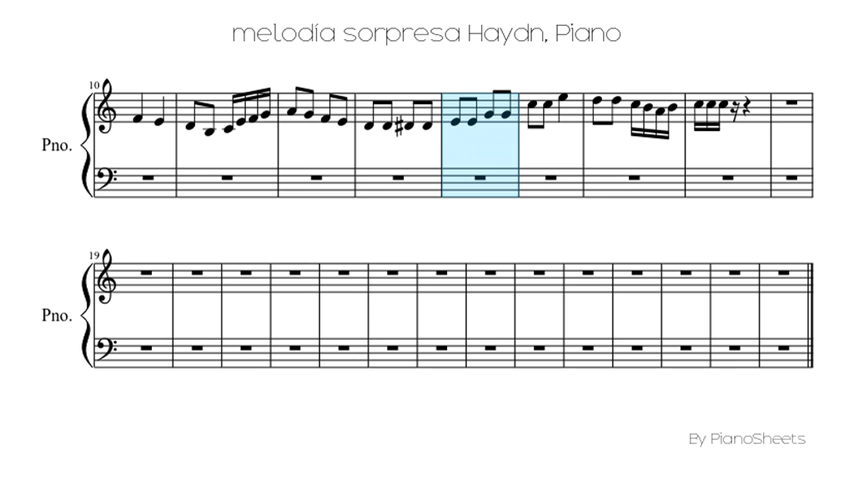 melodía sorpresa Haydn, Piano
10
Pno.
19
Pno.
By PianoSheets